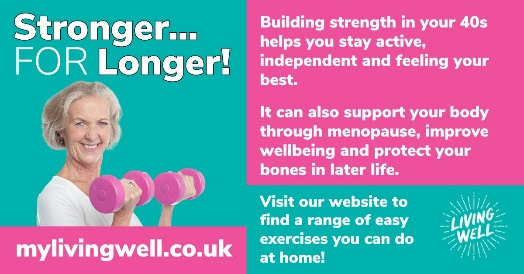 Stronger...
FOR Longer!
mylivingwell.co.uk
Building strength in your 40s
helps you stay active,
independent and feeling your
best.
It can also support your body
through menopause, improve
wellbeing and protect your
bones in later life.
Visit our website to
find a range of easy
exercises you can do
at home!
LIVING
WELL